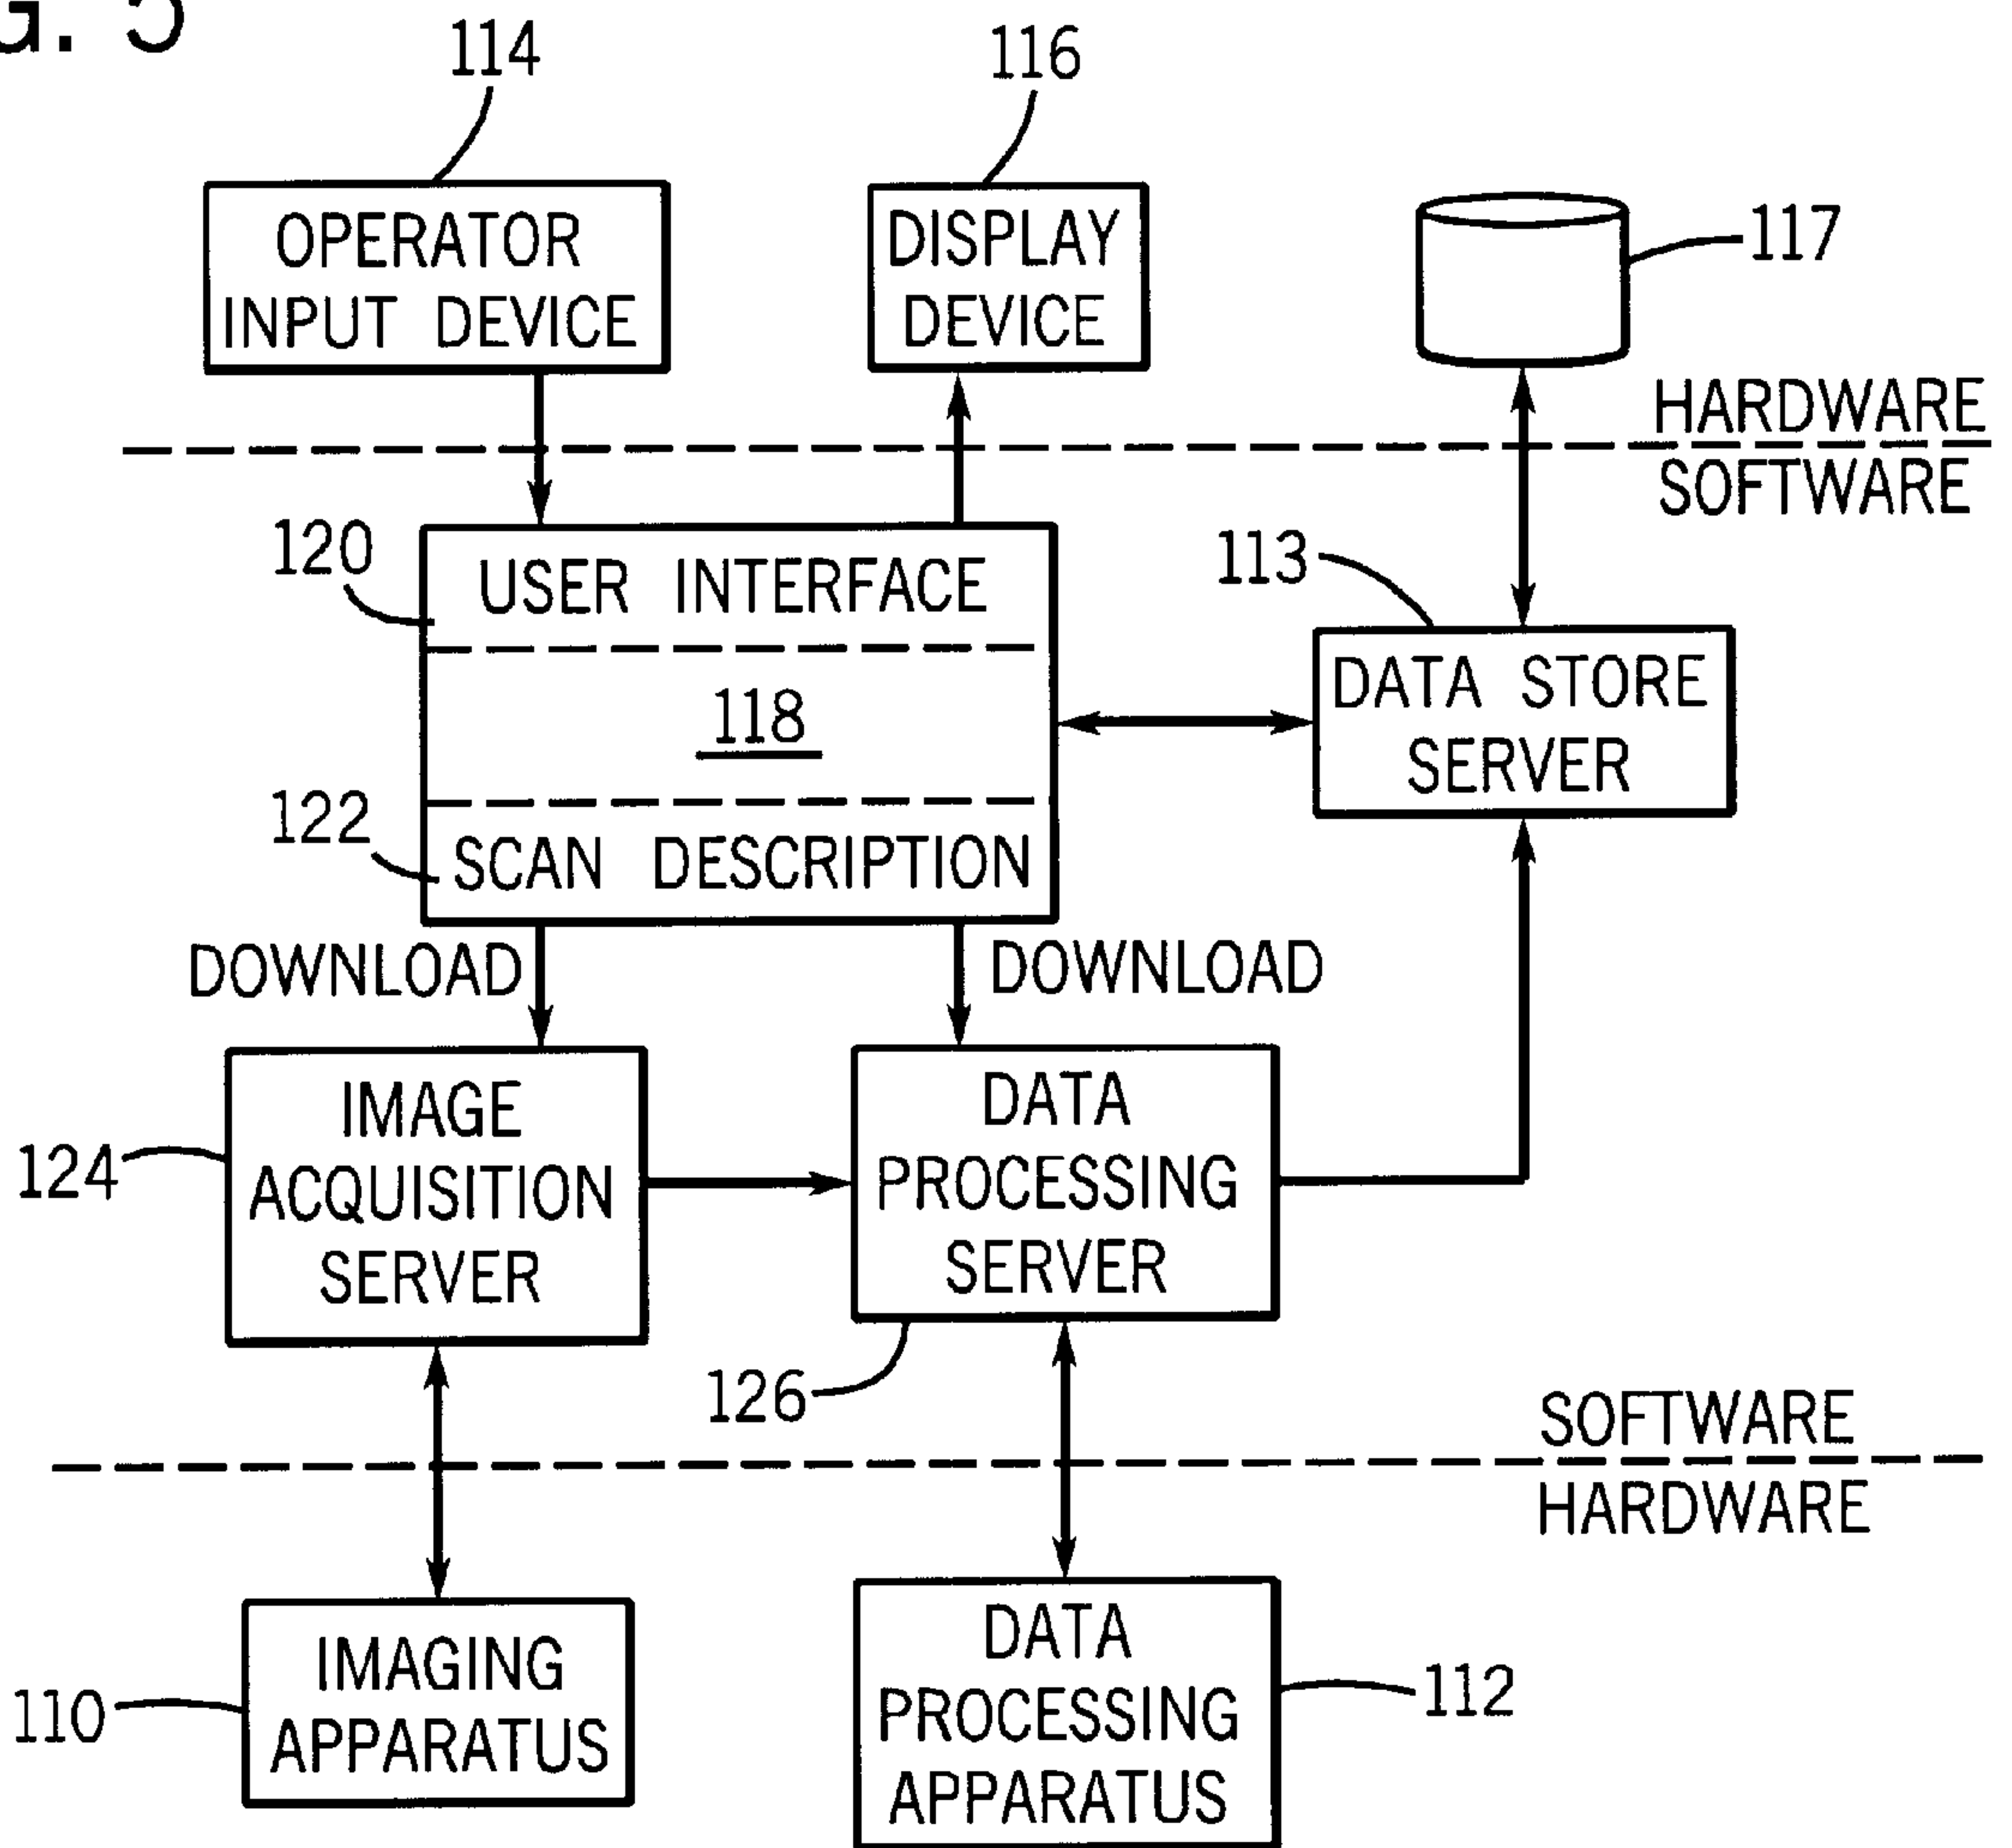 G. 5
114
116
117
OPERATOR
INPUT DEVICE
DISPLAY
DEVICE
HARDWARE
SOFTWARE
120
USER INTERFACE
118
122
SCAN DESCRIPTION
113
DATA STORE
SERVER
DOWNLOAD
DOWNLOAD
124
IMAGE
ACQUISITION
SERVER
DATA
PROCESSING
SERVER
126
SOFTWARE
HARDWARE
110
IMAGING
APPARATUS
DATA
PROCESSING
APPARATUS
112